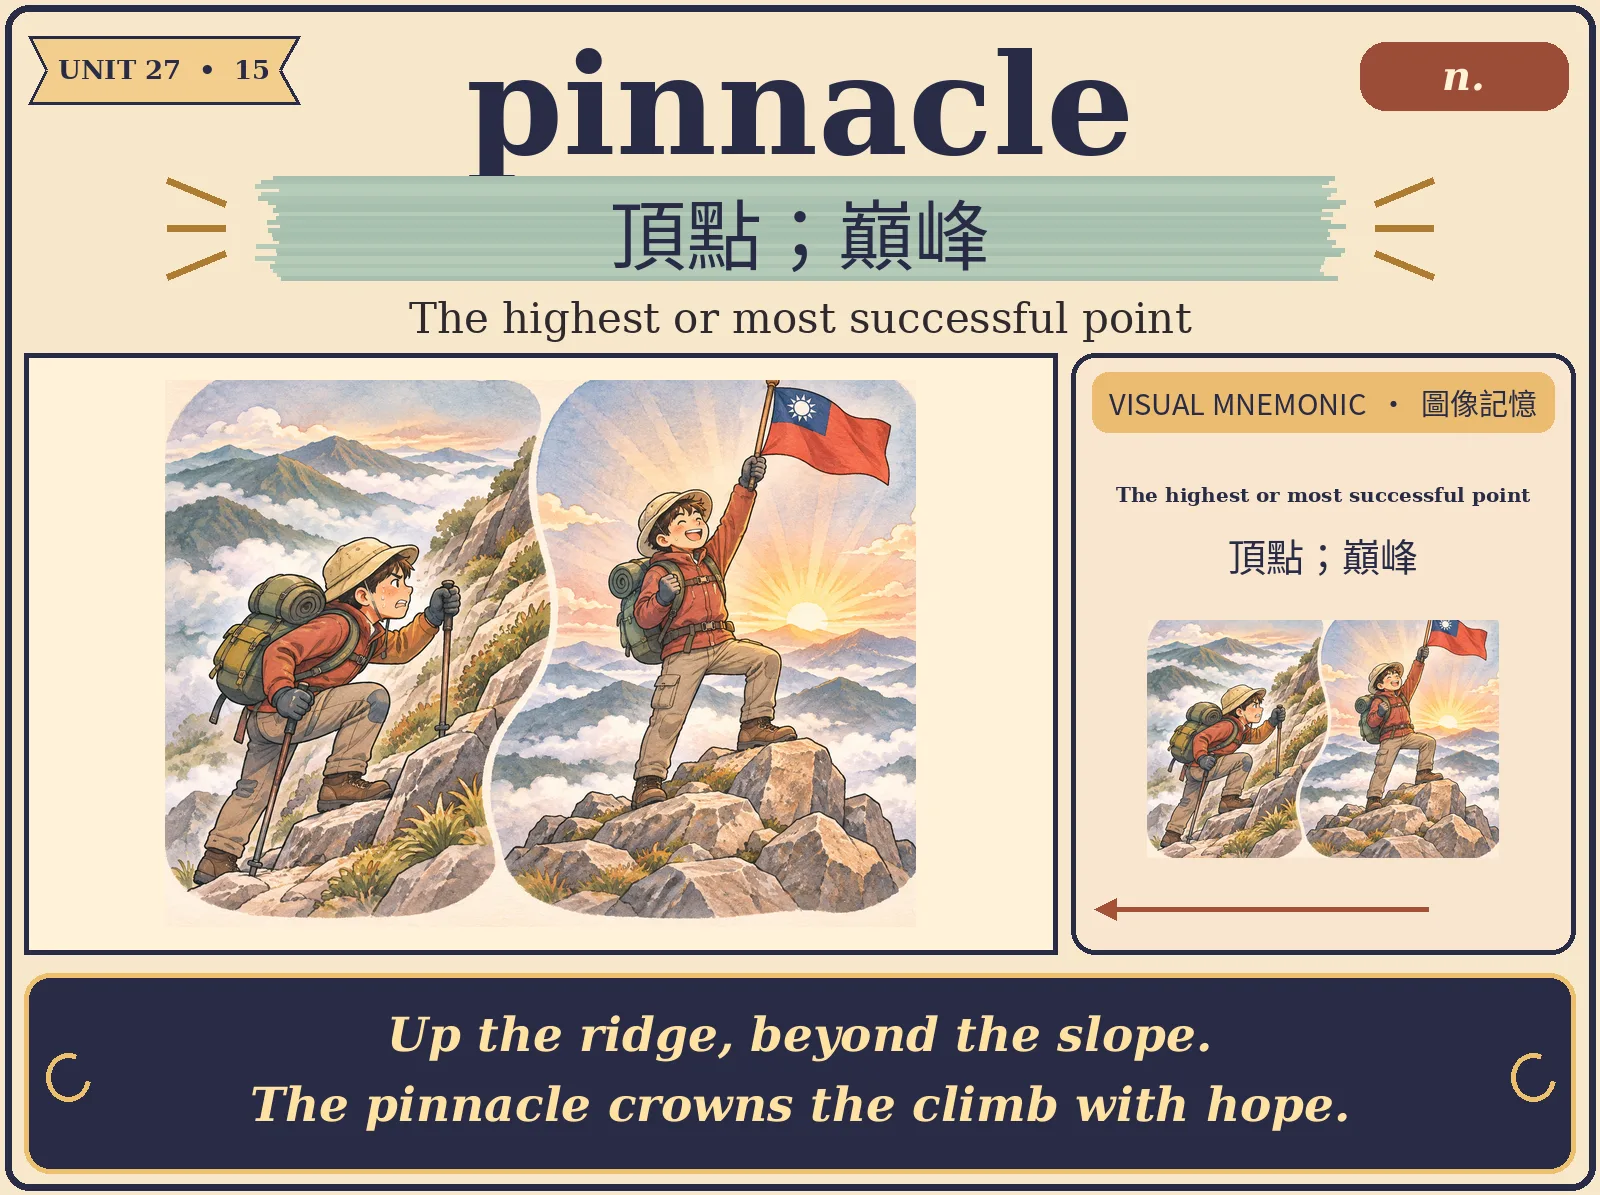 UNIT 27 • 15
pinnacle
n.
頂點；巔峰
The highest or most successful point
VISUAL MNEMONIC · 圖像記憶
The highest or most successful point
頂點；巔峰
Up the ridge, beyond the slope.
The pinnacle crowns the climb with hope.